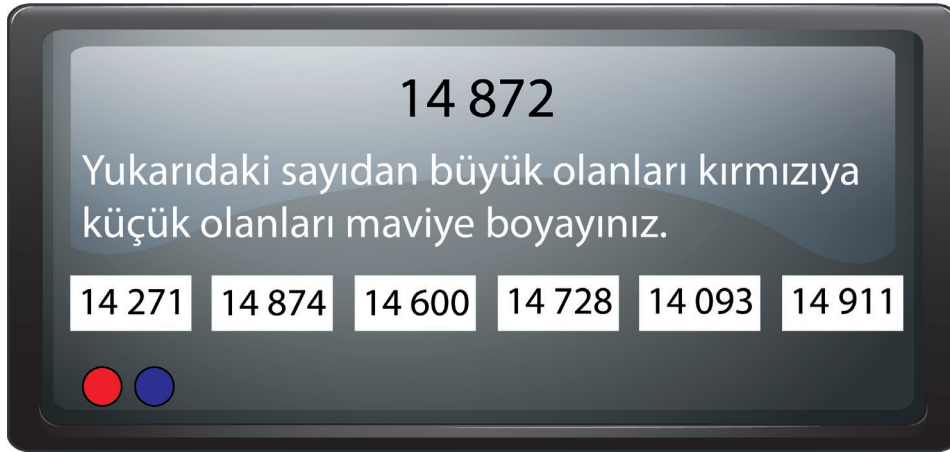 14 872
Yukarıdaki sayıdan büyük olanları kırmızıya
küçük olanları maviye boyayınız.
14 271 14 874 14 600 14 728 14 093 14 911